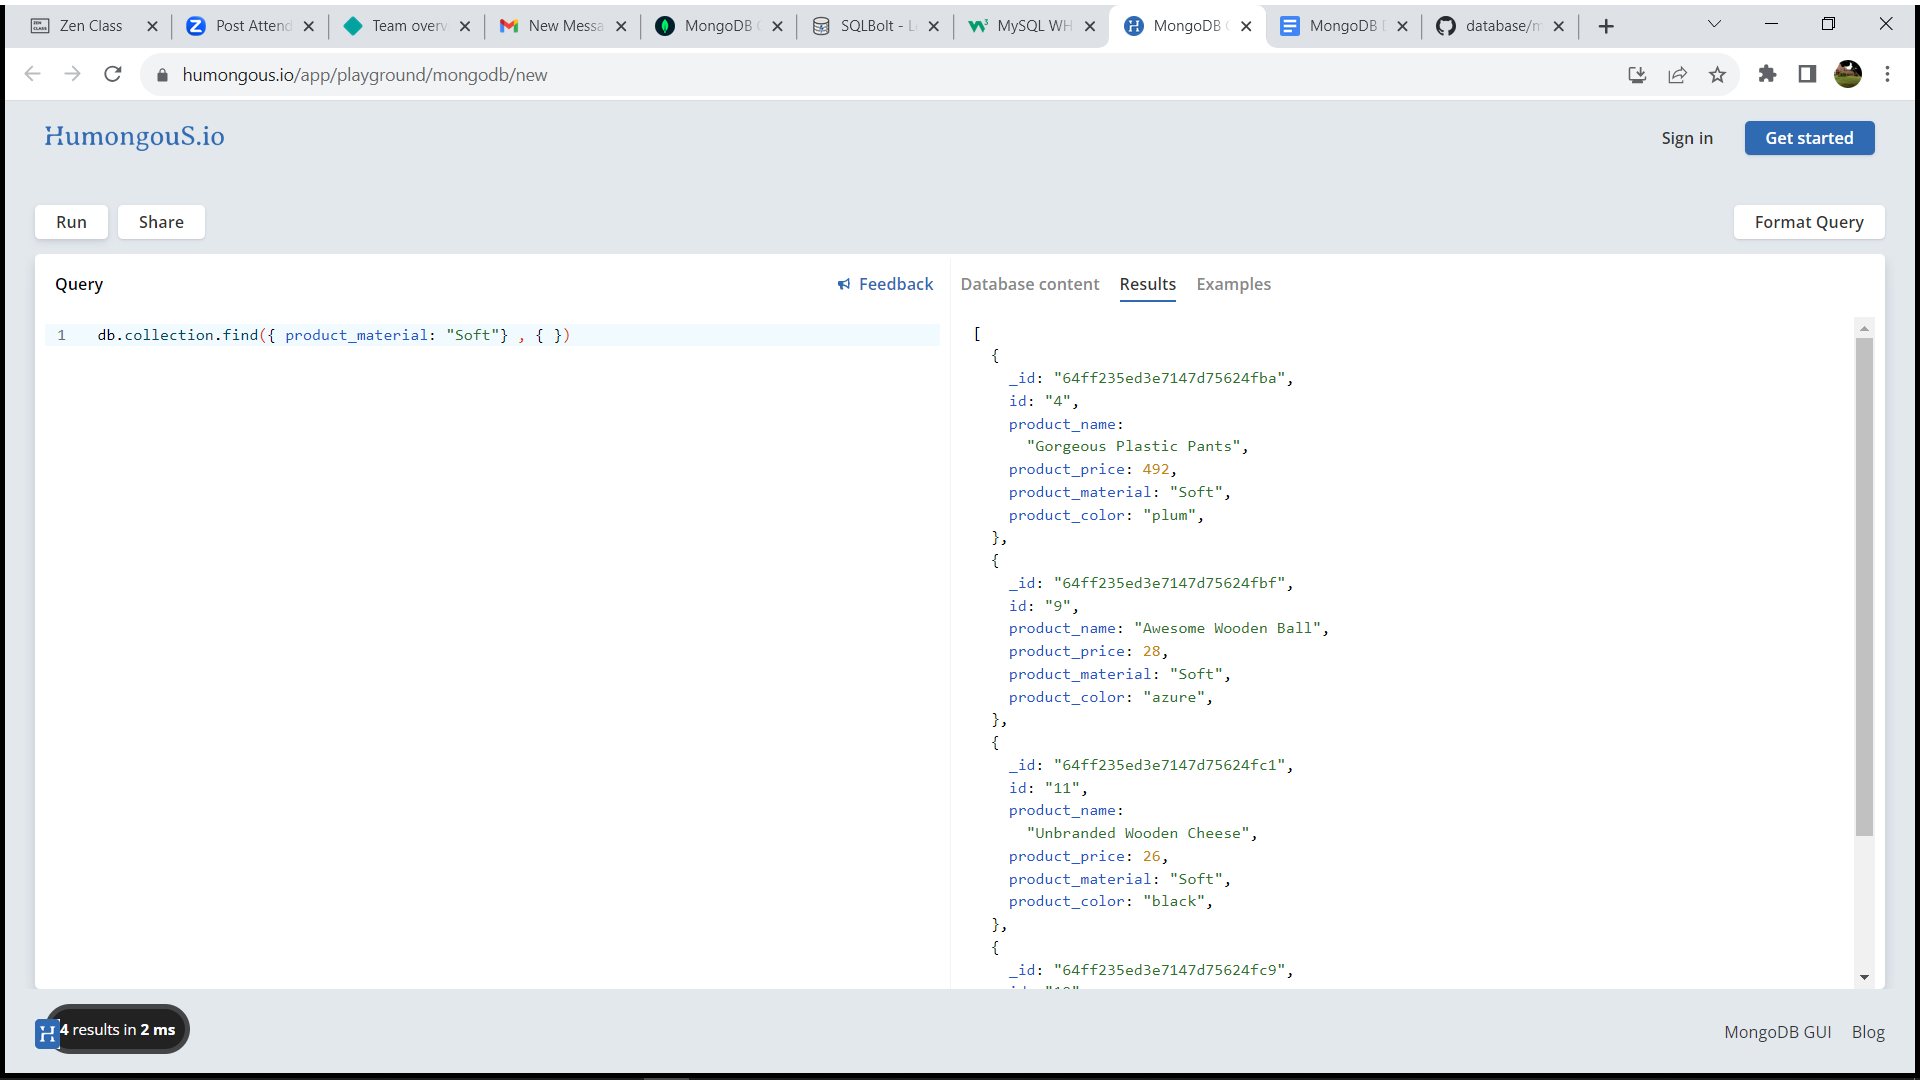 Zen Class
Post Attend
Team overv
New Messa
MongoDB
SQLBolt - L
MySQL WH
MongoDB
MongoDB
database/m
humongous.io/app/playground/mongodb/new
HumongouS.io
Sign in
Get started
Run
Share
Format Query
Query
Feedback
Database content
Results
Examples
1 db.collection.find({ product_material: "Soft"} , { })
[
{
_id: "64ff235ed3e7147d75624fba",
id: "4",
product_name:
"Gorgeous Plastic Pants",
product_price: 492,
product_material: "Soft",
product_color: "plum",
},
{
_id: "64ff235ed3e7147d75624fbf",
id: "9",
product_name: "Awesome Wooden Ball",
product_price: 28,
product_material: "Soft",
product_color: "azure",
},
{
_id: "64ff235ed3e7147d75624fc1",
id: "11",
product_name:
"Unbranded Wooden Cheese",
product_price: 26,
product_material: "Soft",
product_color: "black",
},
{
_id: "64ff235ed3e7147d75624fc9",
H
4 results in 2 ms
MongoDB GUI
Blog